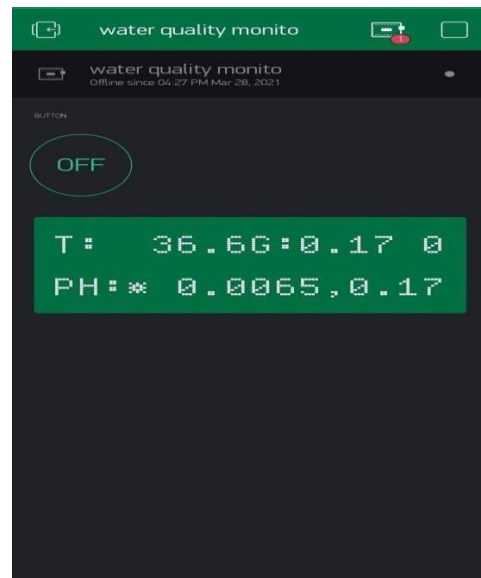 water quality monito
1
water quality monito
Offline since 04:27 PM Mar 28, 2021
BUTTON
OFF
T: 36.6G:0.17 0
PH:* 0.0065,0.17